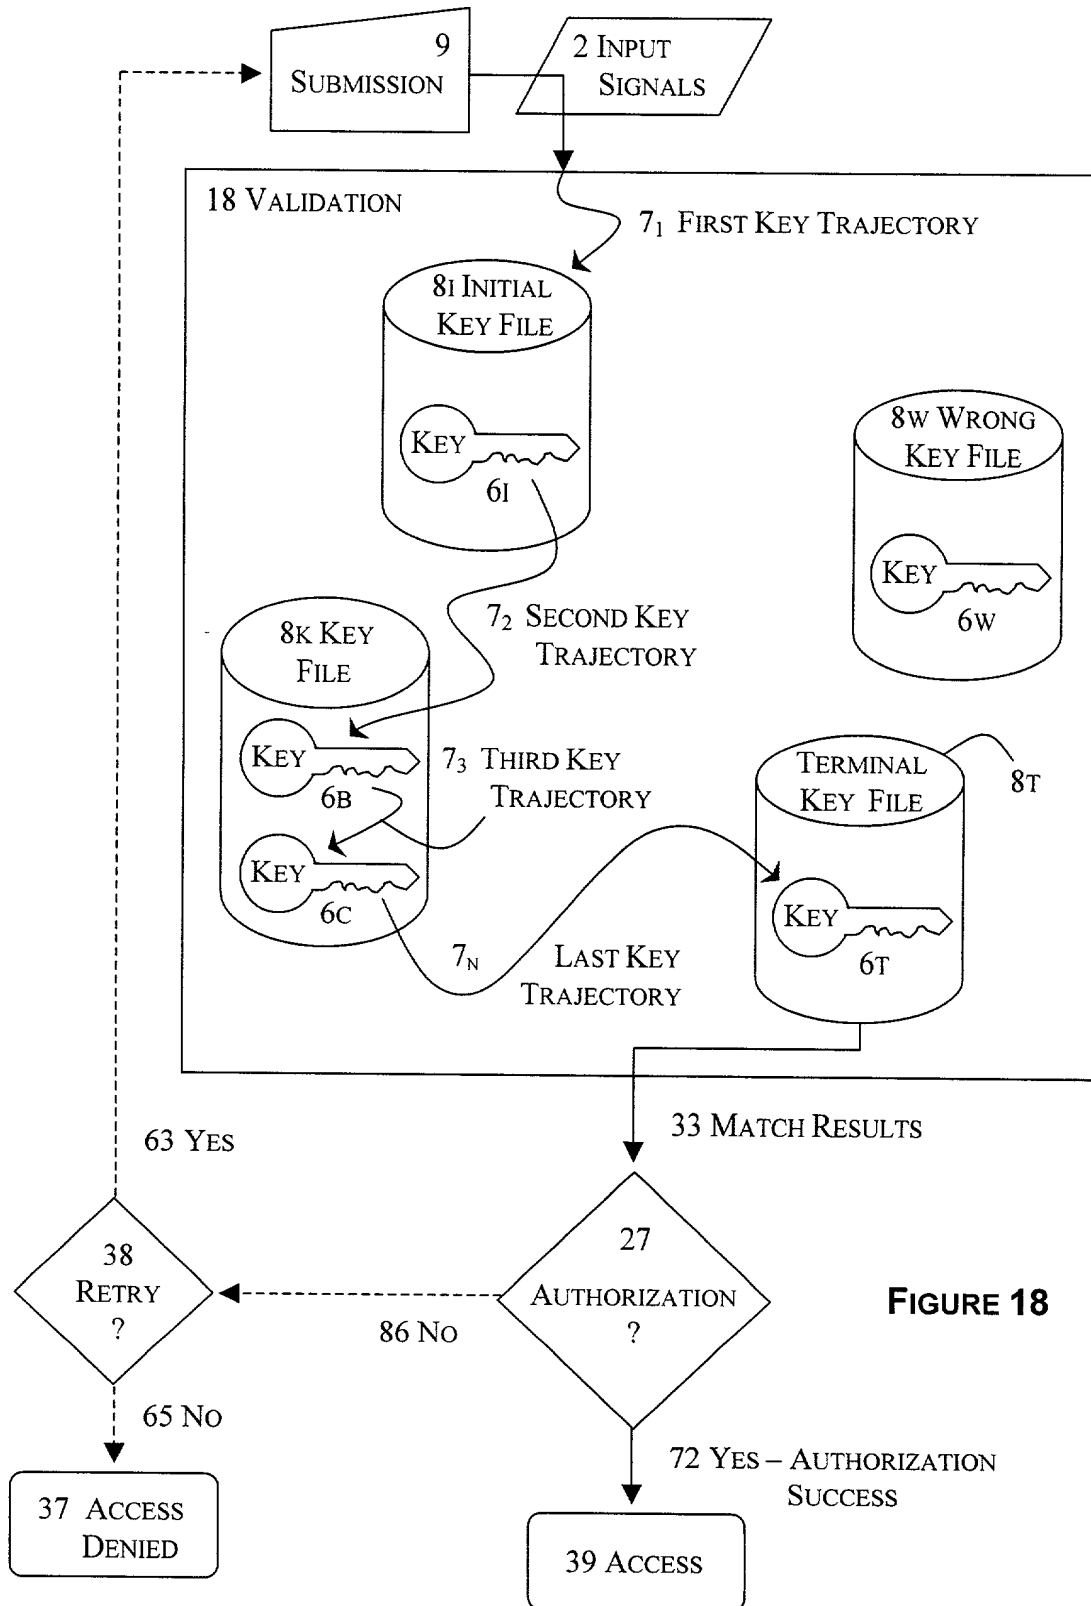 9
SUBMISSION
2 INPUT
SIGNALS
18 VALIDATION
7₁ FIRST KEY TRAJECTORY
8I INITIAL
KEY FILE
KEY
6I
8W WRONG
KEY FILE
KEY
6W
7₂ SECOND KEY
TRAJECTORY
8K KEY
FILE
KEY
6B
7₃ THIRD KEY
TRAJECTORY
KEY
6C
TERMINAL
KEY FILE
8T
KEY
6T
7N LAST KEY
TRAJECTORY
33 MATCH RESULTS
63 YES
38
RETRY
?
27
AUTHORIZATION
?
86 NO
FIGURE 18
65 NO
72 YES – AUTHORIZATION
SUCCESS
37 ACCESS
DENIED
39 ACCESS